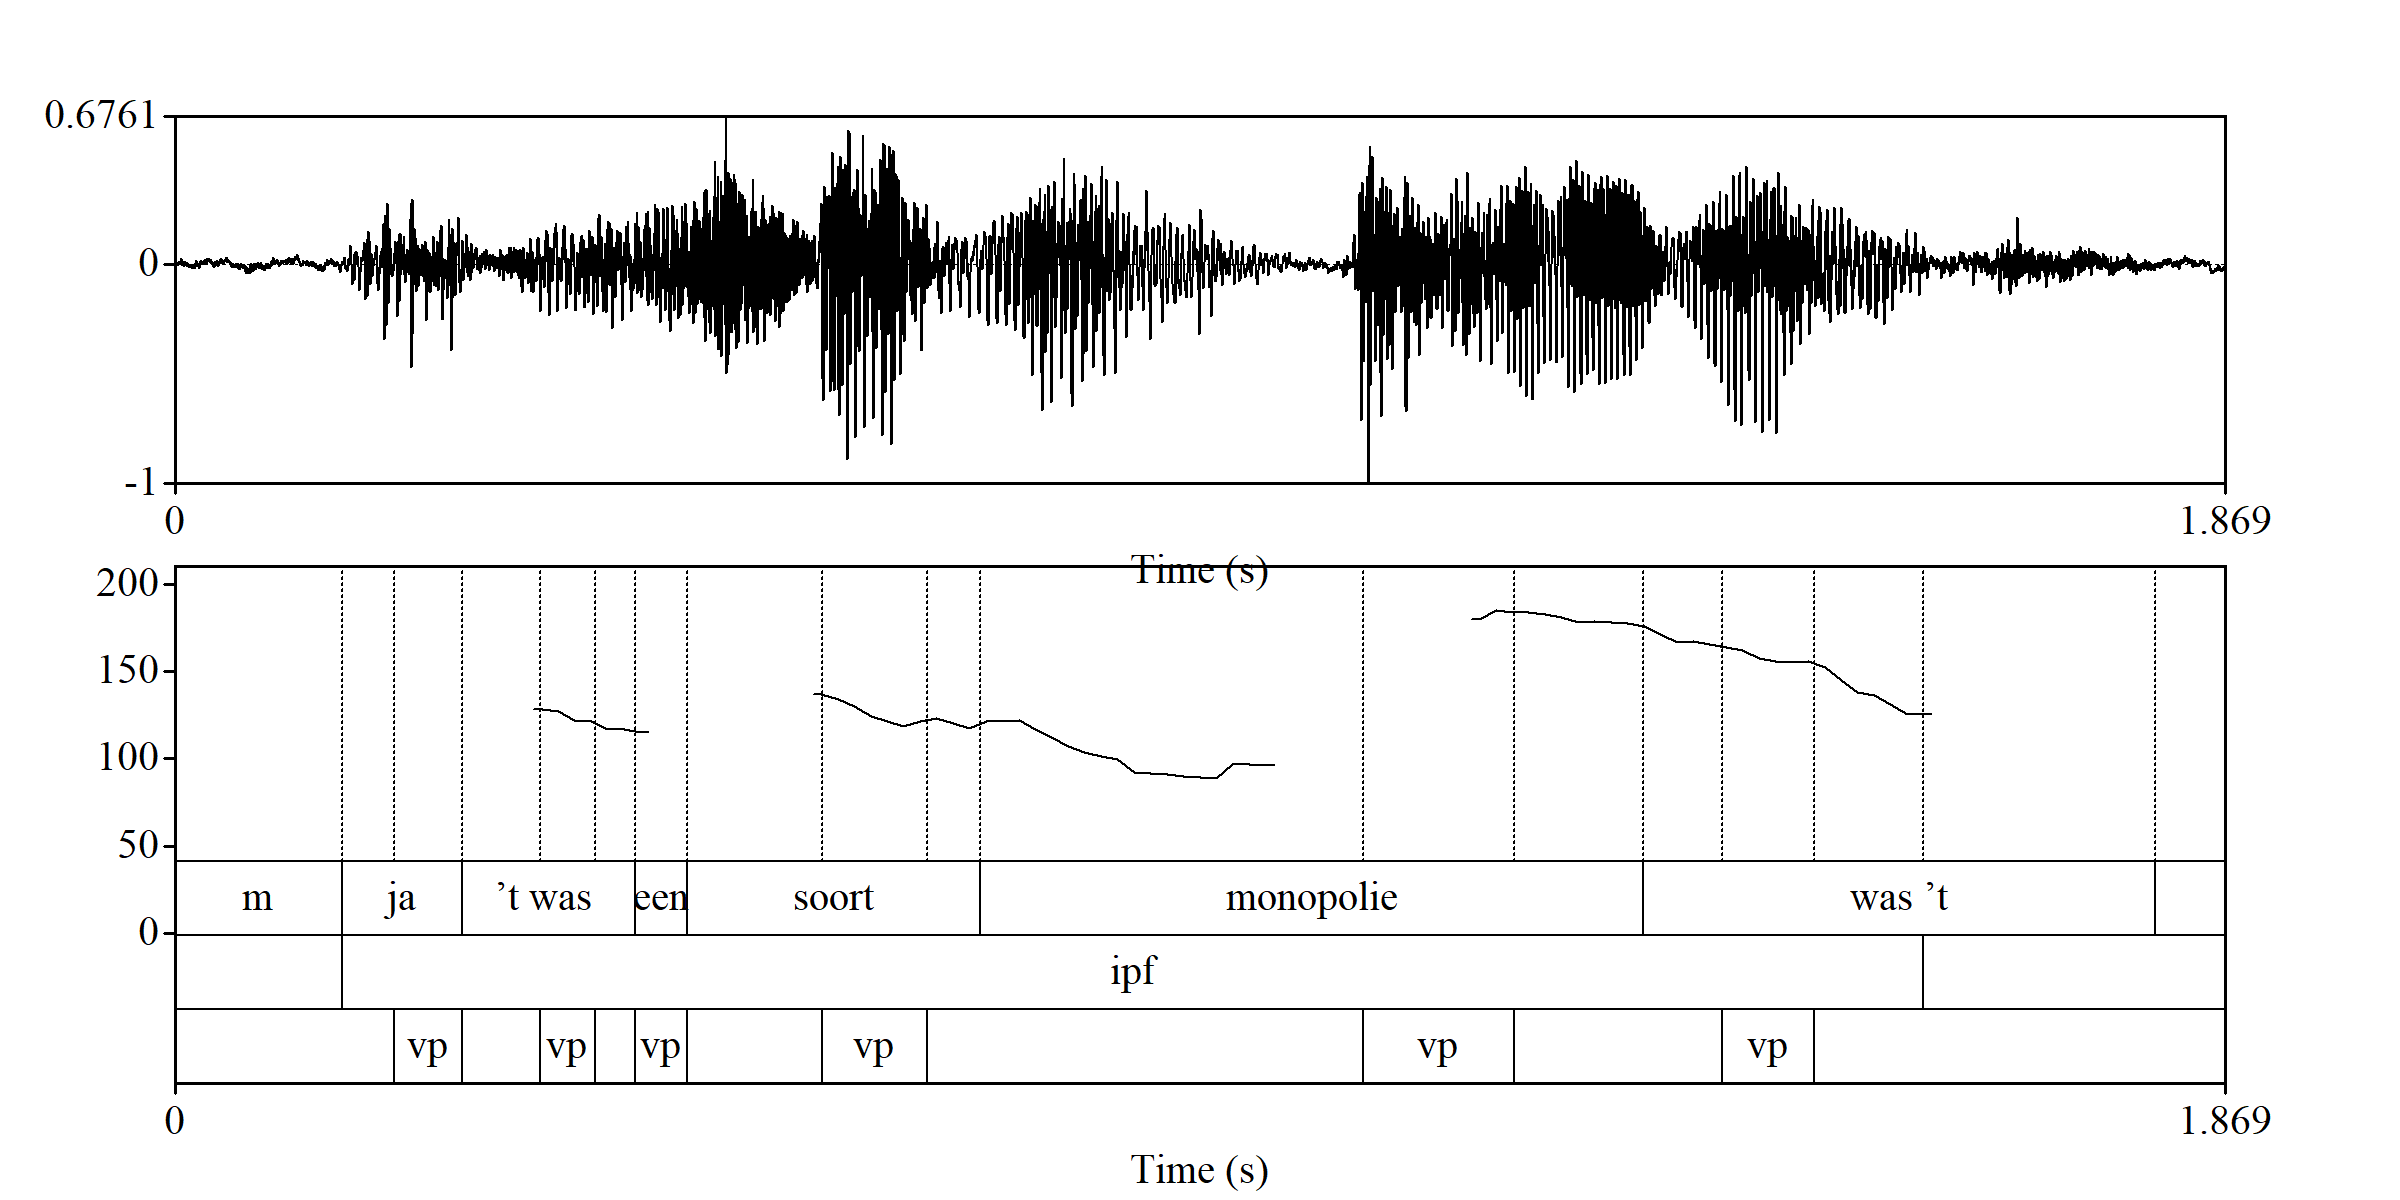 0.6761
0
-1
0 1.869
Time (s)
200
150
100
50
0
m ja ’t was een soort monopolie was ’t
ipf
vp vp vp vp vp vp
0 1.869
Time (s)